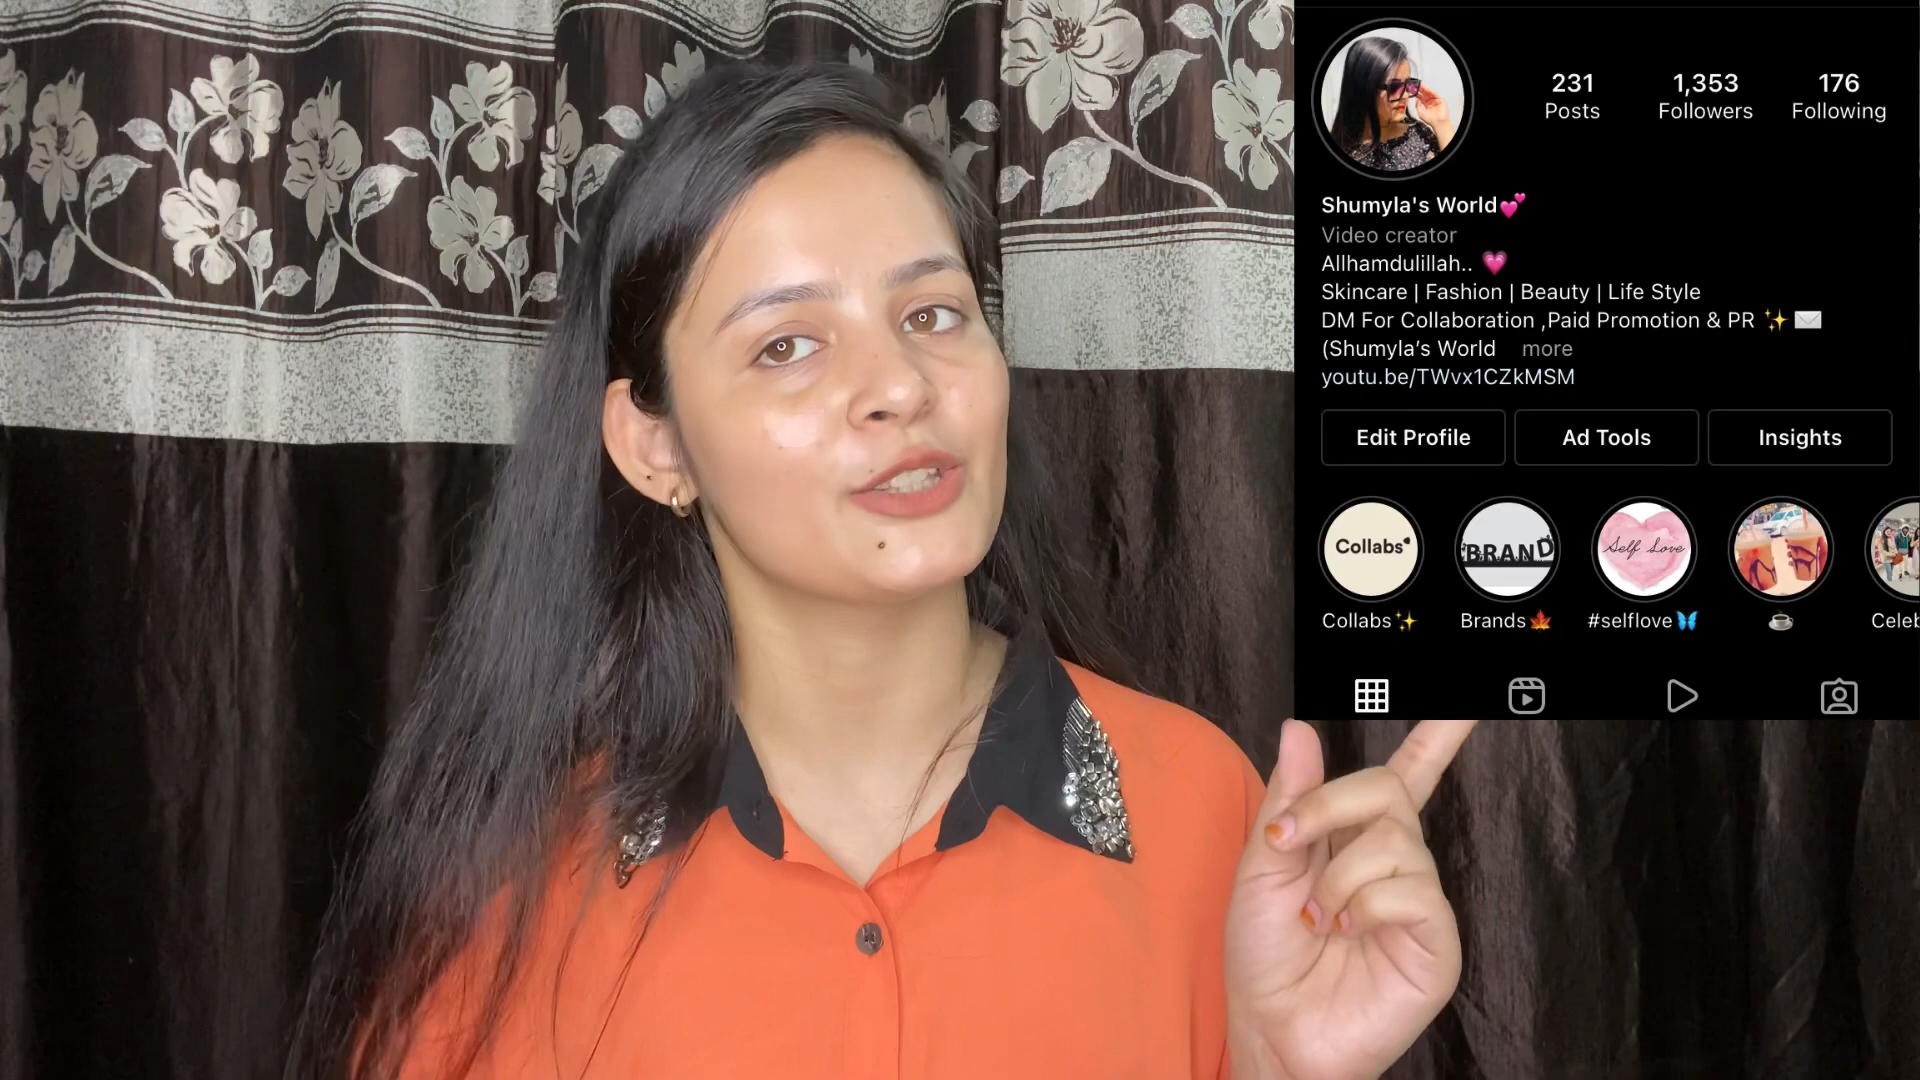 231
Posts
1,353
Followers
176
Following
Shumyla's World💕
Video creator
Allhamdulillah.. 💗
Skincare | Fashion | Beauty | Life Style
DM For Collaboration ,Paid Promotion & PR ✨✉️
(Shumyla’s World more
youtu.be/TWvx1CZkMSM
Edit Profile
Ad Tools
Insights
Collabs
BRAND
Self Love
Collabs✨
Brands🍁
#selflove🦋
☕
Celeb